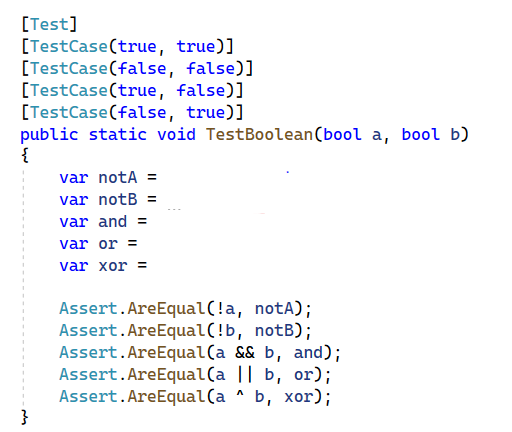 [Test]
[TestCase(true, true)]
[TestCase(false, false)]
[TestCase(true, false)]
[TestCase(false, true)]
public static void TestBoolean(bool a, bool b)
{
    var notA =
    var notB =
    var and =
    var or =
    var xor =

    Assert.AreEqual(!a, notA);
    Assert.AreEqual(!b, notB);
    Assert.AreEqual(a && b, and);
    Assert.AreEqual(a || b, or);
    Assert.AreEqual(a ^ b, xor);
}